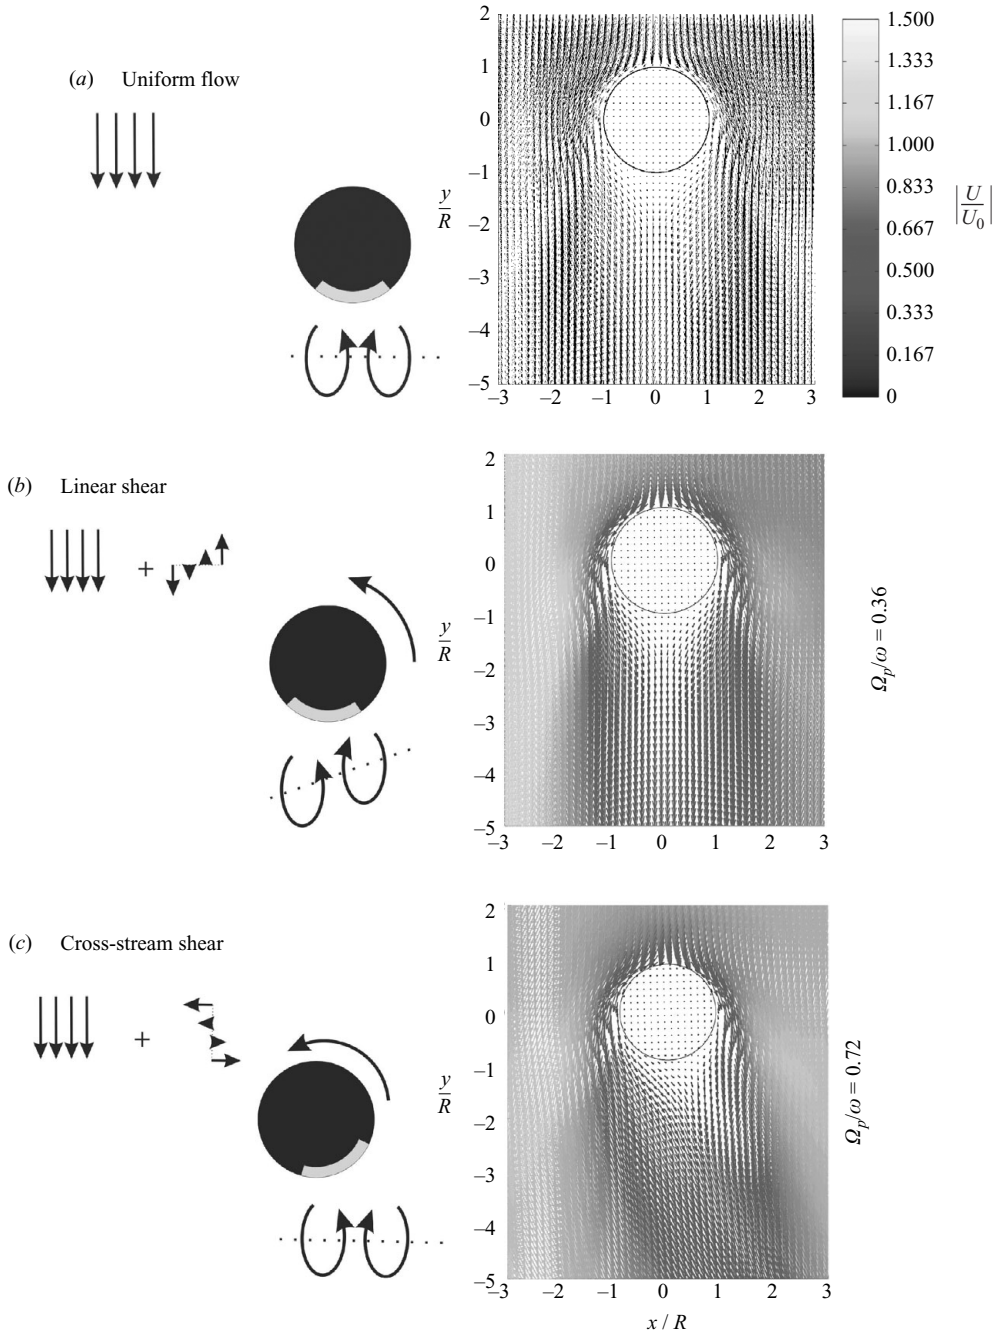 (a) Uniform flow
2
1
0
–1
–2
–3
–4
–5
y/R
–3 –2 –1 0 1 2 3
1.500
1.333
1.167
1.000
0.833
0.667
0.500
0.333
0.167
0
|U/U0|
(b) Linear shear
+
2
1
0
–1
–2
–3
–4
–5
y/R
–3 –2 –1 0 1 2 3
Ωp/ω = 0.36
(c) Cross-stream shear
+
2
1
0
–1
–2
–3
–4
–5
y/R
–3 –2 –1 0 1 2 3
x / R
Ωp/ω = 0.72